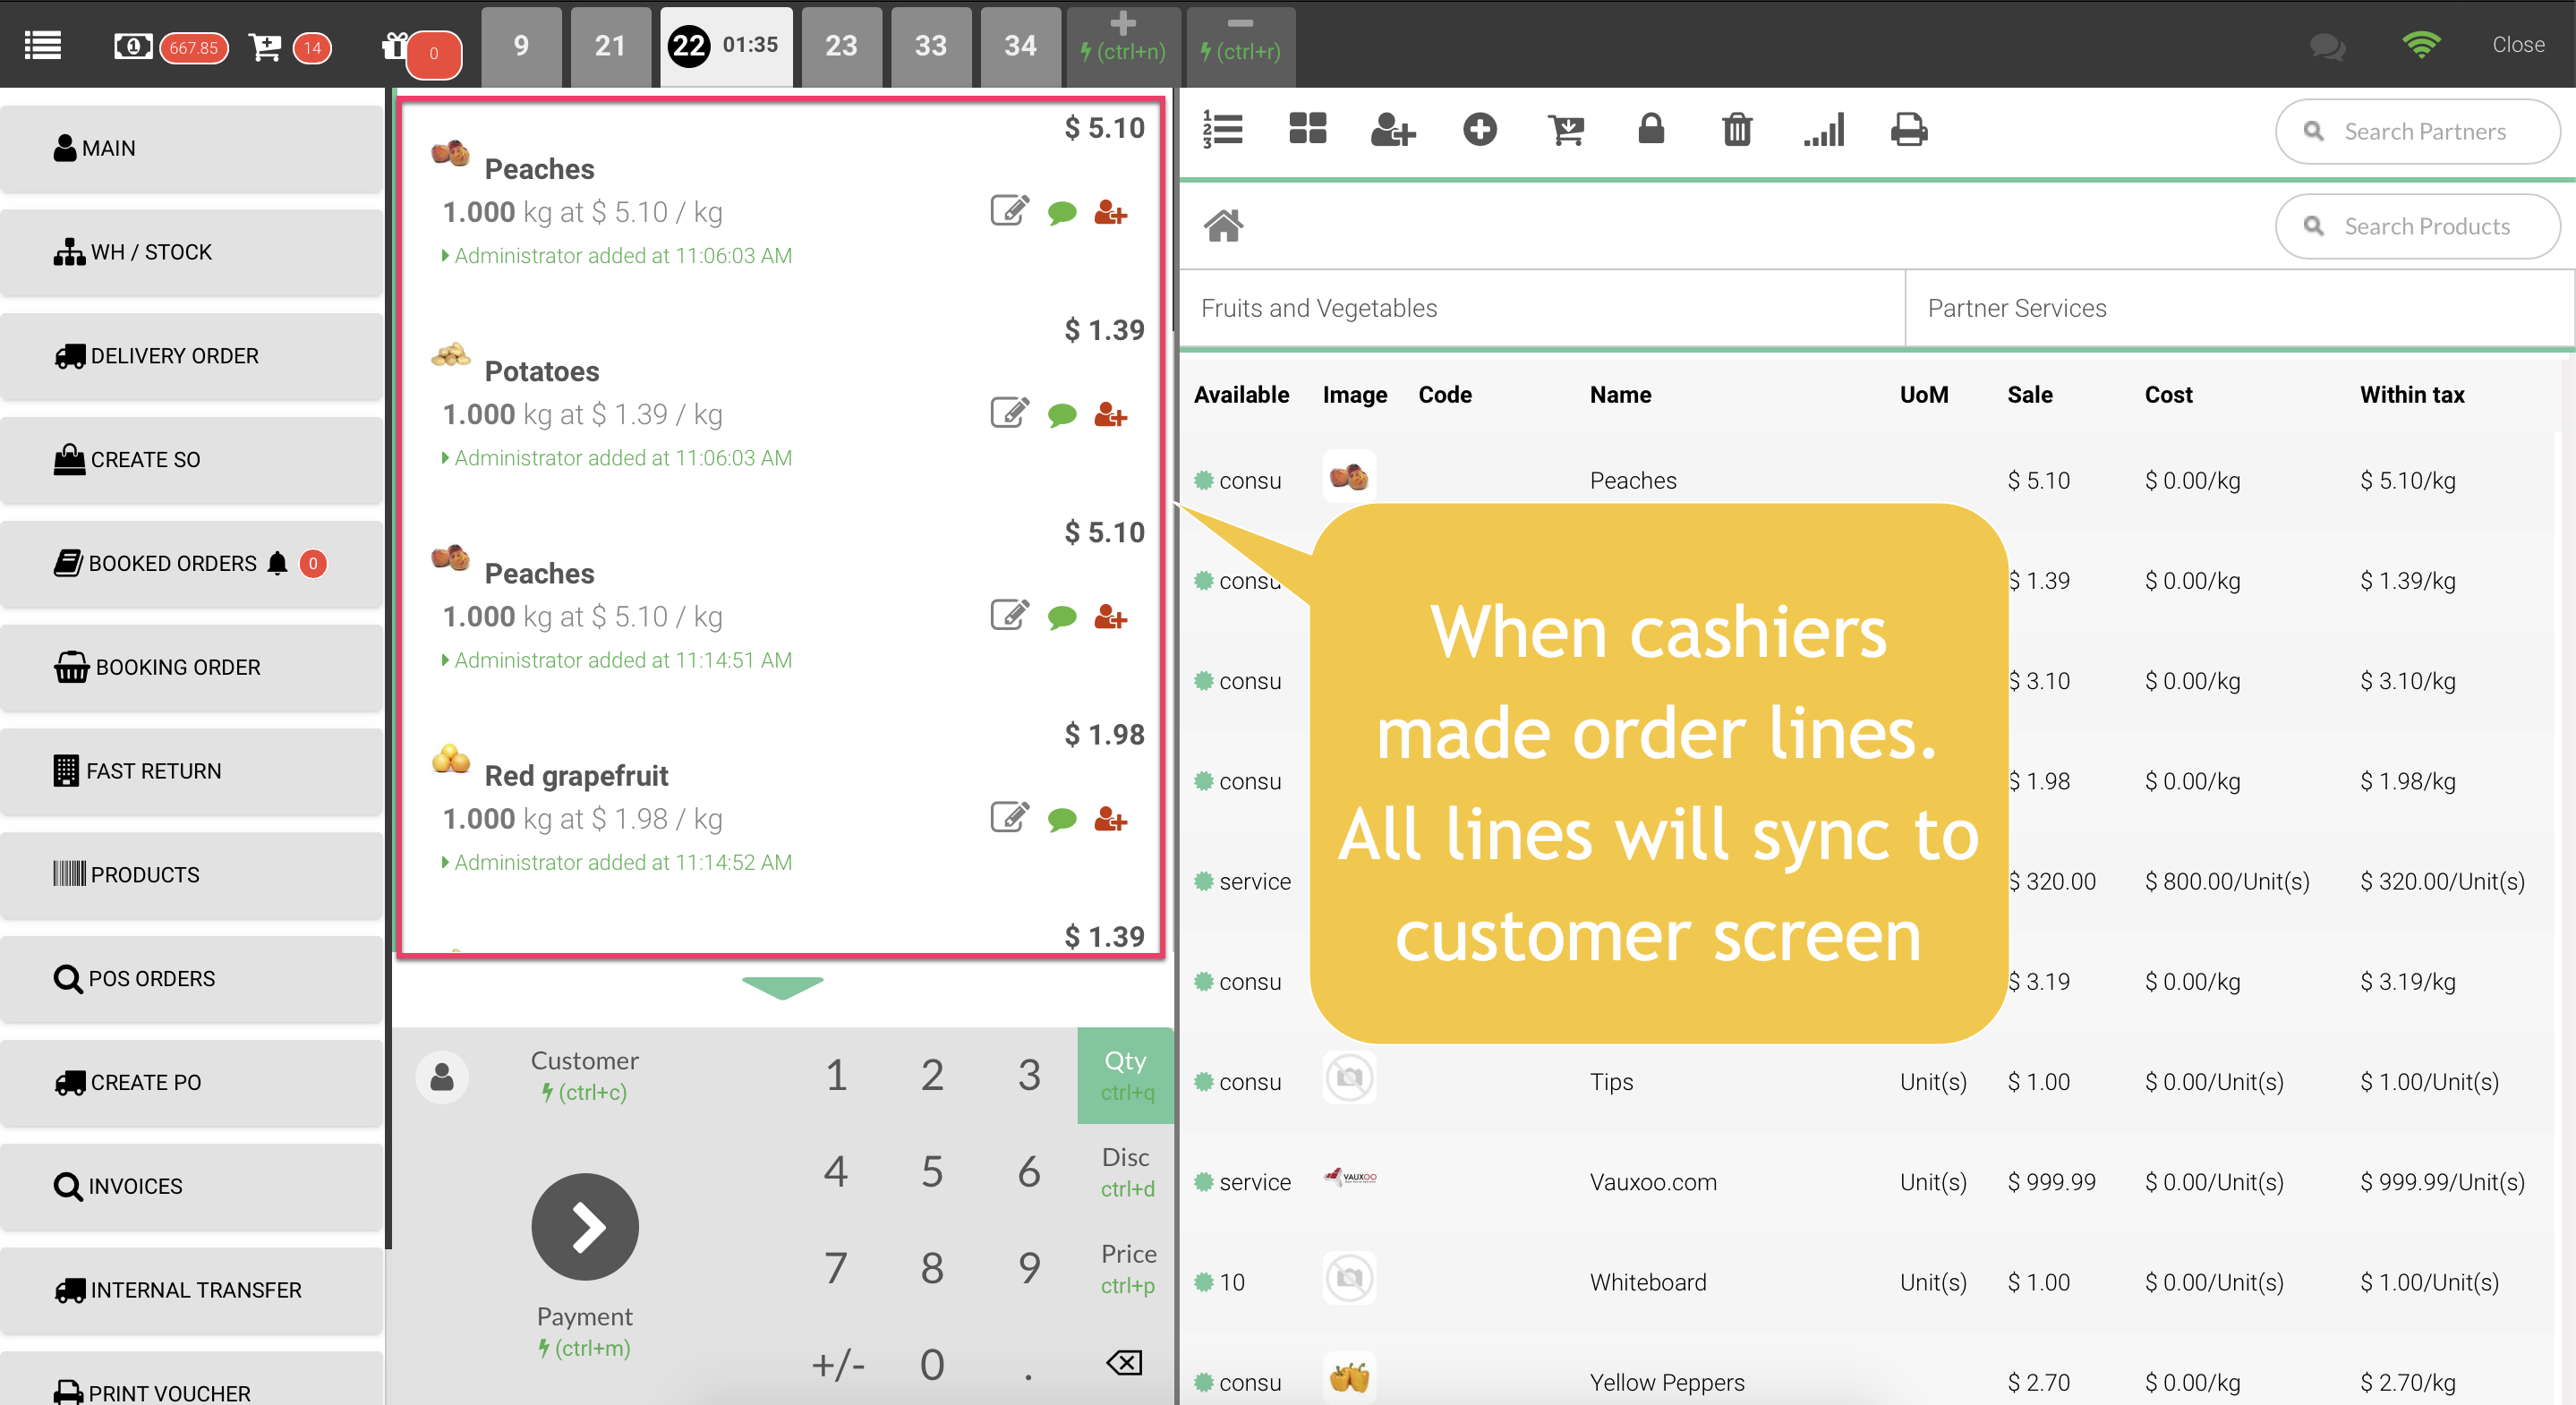 667.85 14 0 9 21 22 01:35 23 33 34 (ctrl+n) (ctrl+r) Close
MAIN
WH / STOCK
DELIVERY ORDER
CREATE SO
BOOKED ORDERS 0
BOOKING ORDER
FAST RETURN
PRODUCTS
POS ORDERS
CREATE PO
INVOICES
INTERNAL TRANSFER
PRINT VOUCHER
$ 5.10
Peaches
1.000 kg at $ 5.10 / kg
Administrator added at 11:06:03 AM
$ 1.39
Potatoes
1.000 kg at $ 1.39 / kg
Administrator added at 11:06:03 AM
$ 5.10
Peaches
1.000 kg at $ 5.10 / kg
Administrator added at 11:14:51 AM
$ 1.98
Red grapefruit
1.000 kg at $ 1.98 / kg
Administrator added at 11:14:52 AM
$ 1.39
Customer
(ctrl+c)
Payment
(ctrl+m)
1 2 3 Qty
ctrl+q
4 5 6 Disc
ctrl+d
7 8 9 Price
ctrl+p
+/- 0 .
Search Partners
Search Products
Fruits and Vegetables Partner Services
Available Image Code Name UoM Sale Cost Within tax
consu Peaches $ 5.10 $ 0.00/kg $ 5.10/kg
consu $ 1.39 $ 0.00/kg $ 1.39/kg
consu $ 3.10 $ 0.00/kg $ 3.10/kg
consu $ 1.98 $ 0.00/kg $ 1.98/kg
service $ 320.00 $ 800.00/Unit(s) $ 320.00/Unit(s)
consu $ 3.19 $ 0.00/kg $ 3.19/kg
consu Tips Unit(s) $ 1.00 $ 0.00/Unit(s) $ 1.00/Unit(s)
service VAUXOO Vauxoo.com Unit(s) $ 999.99 $ 0.00/Unit(s) $ 999.99/Unit(s)
10 Whiteboard Unit(s) $ 1.00 $ 0.00/Unit(s) $ 1.00/Unit(s)
consu Yellow Peppers $ 2.70 $ 0.00/kg $ 2.70/kg
When cashiers
made order lines.
All lines will sync to
customer screen